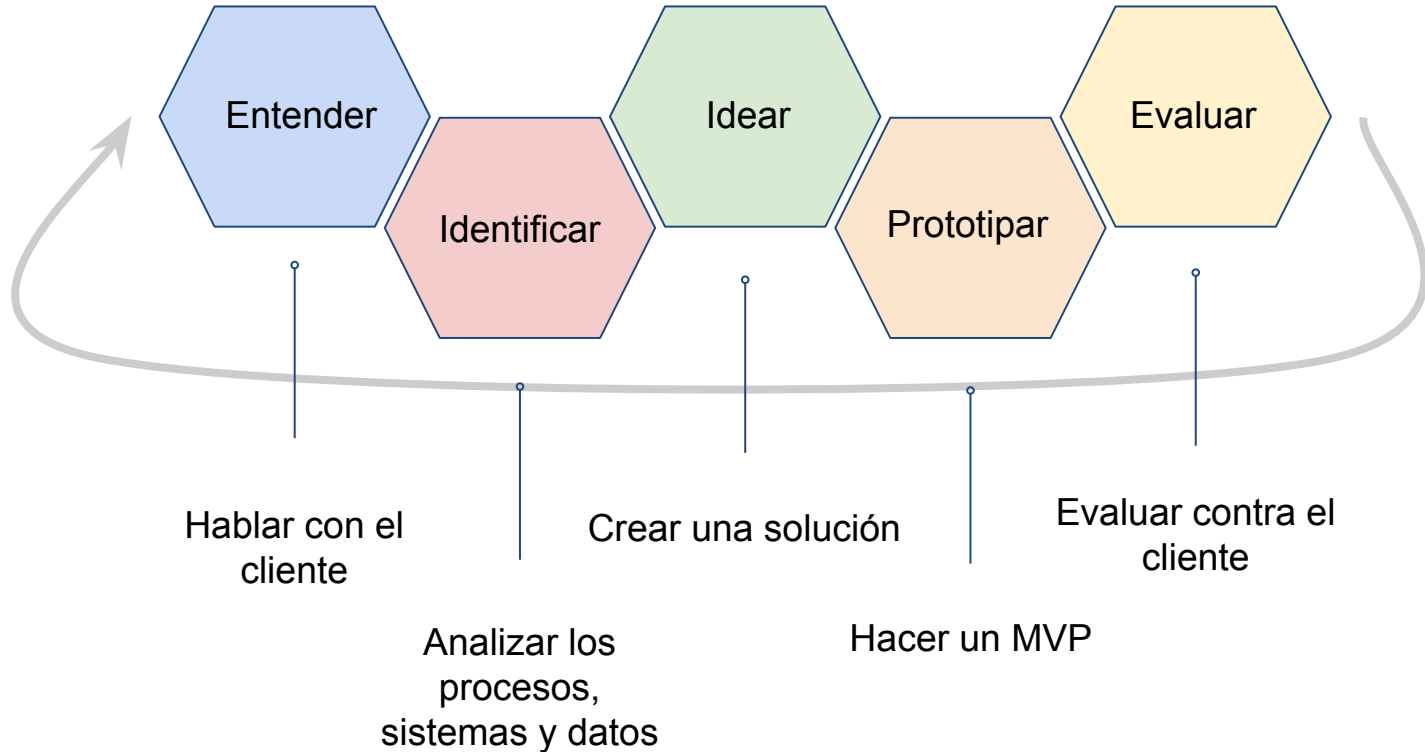 Entender
Identificar
Idear
Prototipar
Evaluar
Hablar con el
cliente
Analizar los
procesos,
sistemas y datos
Crear una solución
Hacer un MVP
Evaluar contra el
cliente